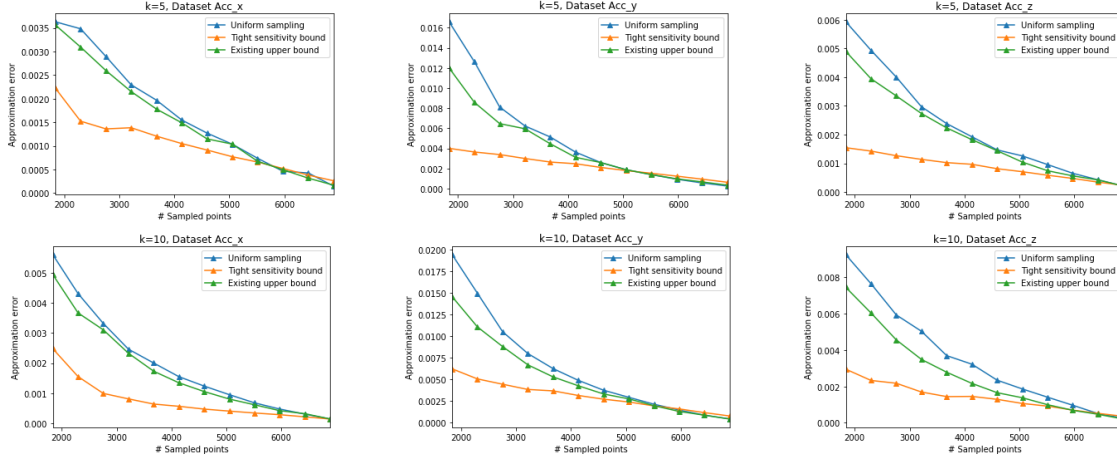 k=5, Dataset Acc_x
Approximation error
0.0035
0.0030
0.0025
0.0020
0.0015
0.0010
0.0005
0.0000
Uniform sampling
Tight sensitivity bound
Existing upper bound
2000 3000 4000 5000 6000
# Sampled points
k=5, Dataset Acc_y
Approximation error
0.016
0.014
0.012
0.010
0.008
0.006
0.004
0.002
0.000
Uniform sampling
Tight sensitivity bound
Existing upper bound
2000 3000 4000 5000 6000
# Sampled points
k=5, Dataset Acc_z
Approximation error
0.006
0.005
0.004
0.003
0.002
0.001
0.000
Uniform sampling
Tight sensitivity bound
Existing upper bound
2000 3000 4000 5000 6000
# Sampled points
k=10, Dataset Acc_x
Approximation error
0.005
0.004
0.003
0.002
0.001
0.000
Uniform sampling
Tight sensitivity bound
Existing upper bound
2000 3000 4000 5000 6000
# Sampled points
k=10, Dataset Acc_y
Approximation error
0.0200
0.0175
0.0150
0.0125
0.0100
0.0075
0.0050
0.0025
0.0000
Uniform sampling
Tight sensitivity bound
Existing upper bound
2000 3000 4000 5000 6000
# Sampled points
k=10, Dataset Acc_z
Approximation error
0.008
0.006
0.004
0.002
0.000
Uniform sampling
Tight sensitivity bound
Existing upper bound
2000 3000 4000 5000 6000
# Sampled points